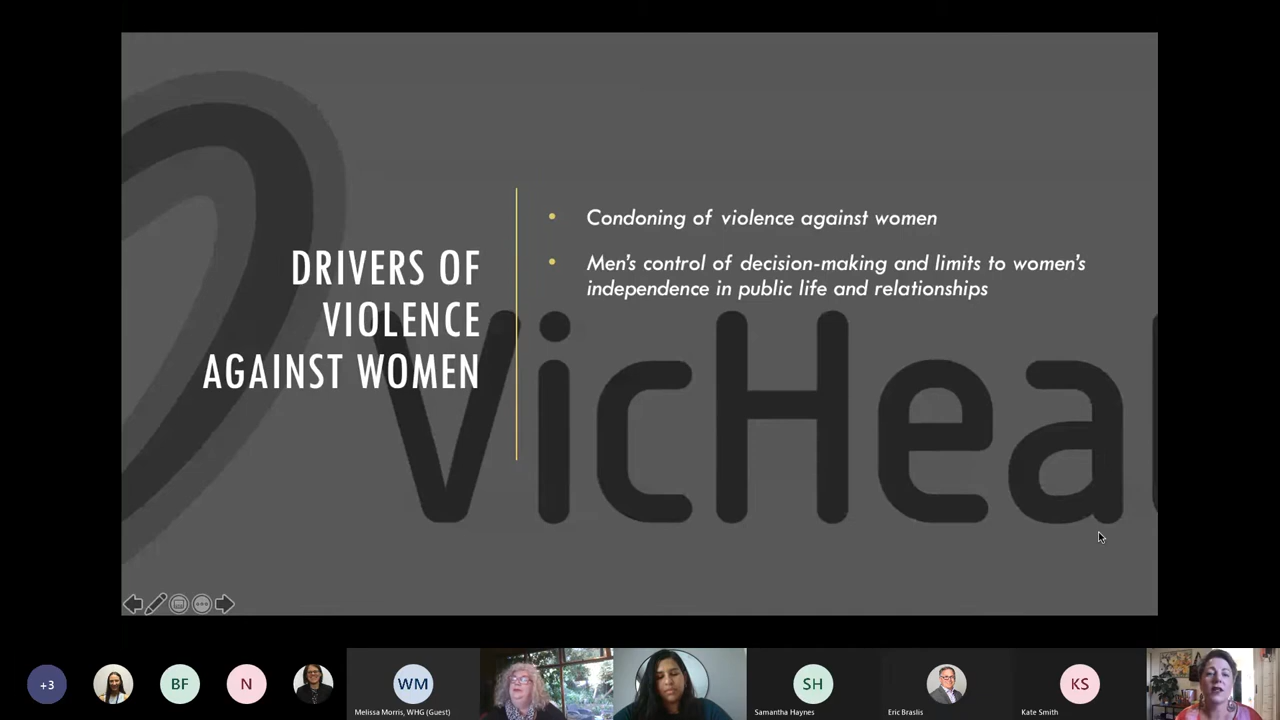 DRIVERS OF
VIOLENCE
AGAINST WOMEN
• Condoning of violence against women
• Men's control of decision-making and limits to women's
independence in public life and relationships
VicHea
+3
BF
N
WM
Melissa Morris, WHG (Guest)
SH
Samantha Haynes
Eric Braslis
KS
Kate Smith